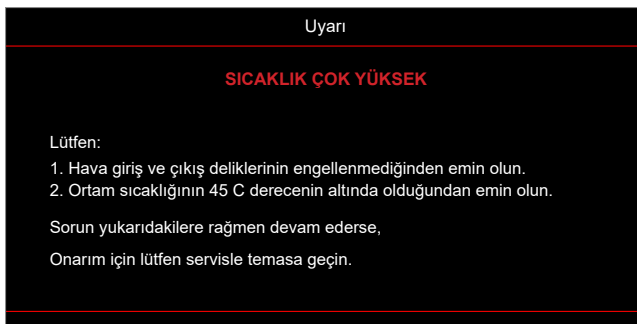 Uyarı
SICAKLIK ÇOK YÜKSEK
Lütfen:
1. Hava giriş ve çıkış deliklerinin engellenmediğinden emin olun.
2. Ortam sıcaklığının 45 C derecenin altında olduğundan emin olun.
Sorun yukarıdakilere rağmen devam ederse,
Onarım için lütfen servisle temasa geçin.